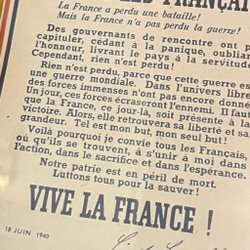 FRANÇAI
La France a perdu une bataille!
Mais la France n'a pas perdu la guerre!
Des gouvernants de rencontre ont p
capituler, cédant à la panique, oublian
l'honneur, livrant le pays à la servitud
Cependant, rien n'est perdu!
Rien n'est perdu, parce que cette guerre es
une guerre mondiale. Dans l'univers libre
des forces immenses n'ont pas encore donné
Un jour, ces forces écraseront l'ennemi. Il faut
que la France, ce jour-là, soit présente à la
victoire. Alors, elle retrouvera sa liberté et sa
grandeur. Tel est mon but, mon seul but!
Voilà pourquoi je convie tous les Français,
où qu'ils se trouvent, à s'unir à moi dans
l'action, dans le sacrifice et dans l'espérance.
Notre patrie est en péril de mort.
Luttons tous pour la sauver!
VIVE LA FRANCE !
18 JUIN 1940